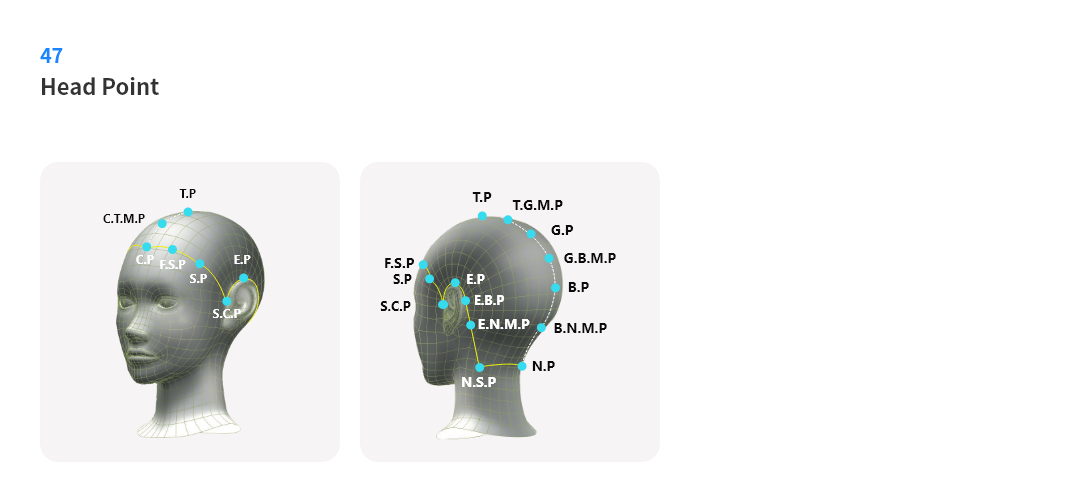 47
Head Point
T.P
C.T.M.P
C.P
F.S.P
S.P
E.P
S.C.P
T.P
T.G.M.P
G.P
G.B.M.P
F.S.P
S.P
E.P
B.P
S.C.P
E.B.P
E.N.M.P
B.N.M.P
N.P
N.S.P